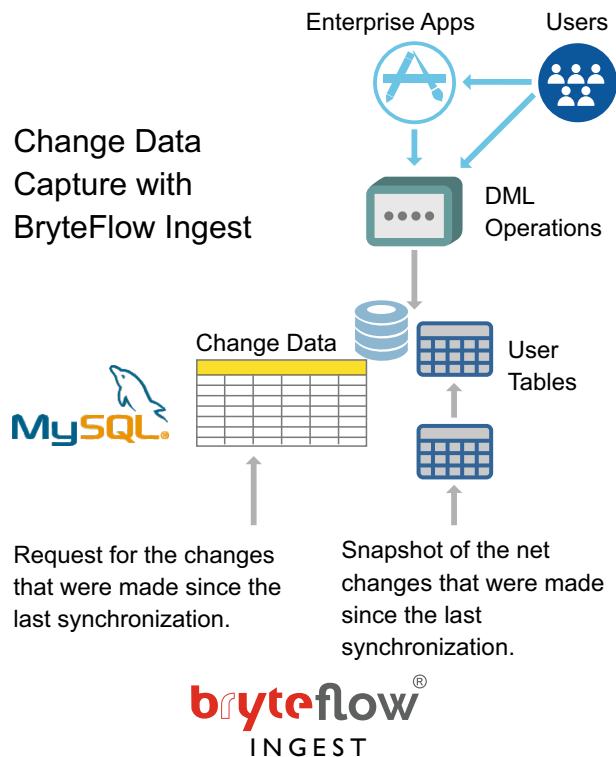 Enterprise Apps
Users
Change Data
Capture with
BryteFlow Ingest
DML
Operations
Change Data
User
Tables
MySQL®
Request for the changes
that were made since the
last synchronization.
Snapshot of the net
changes that were made
since the last
synchronization.
bryteflow®
INGEST